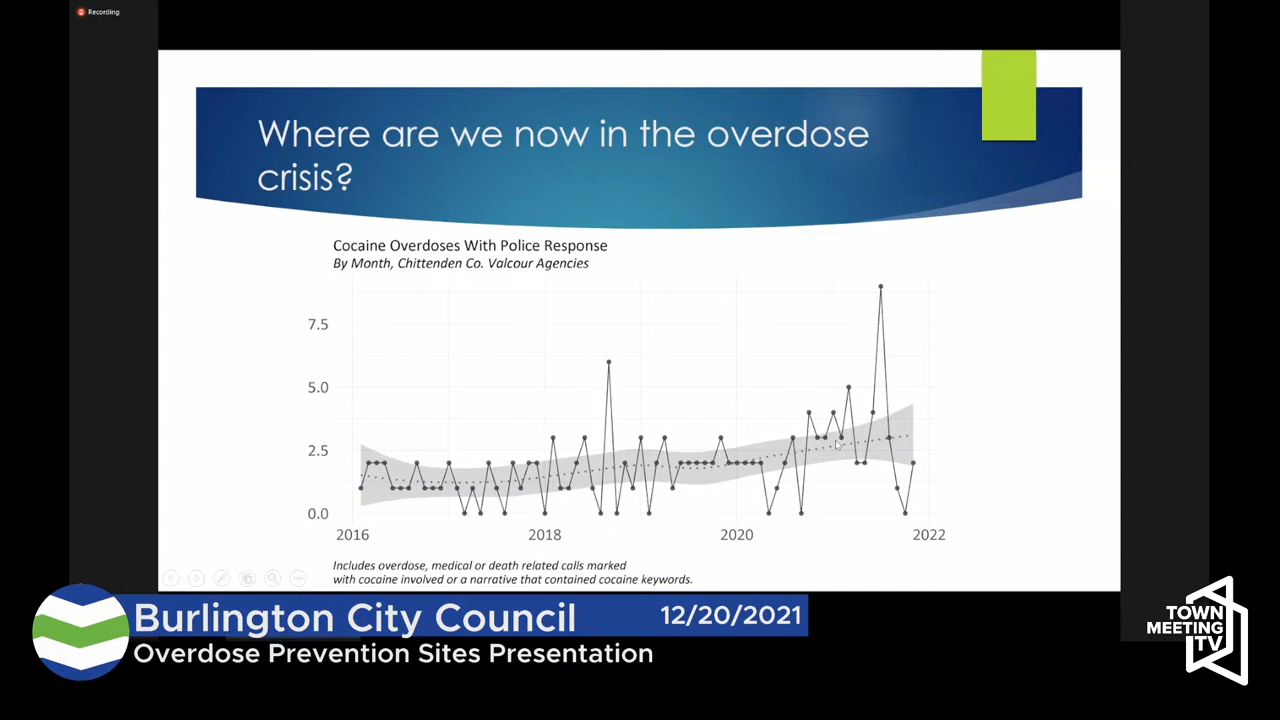 Recording
Where are we now in the overdose
crisis?
Cocaine Overdoses With Police Response
By Month, Chittenden Co. Valcour Agencies
7.5
5.0
2.5
0.0
2016
2018
2020
2022
Includes overdose, medical or death related calls marked
with cocaine involved or a narrative that contained cocaine keywords.
Burlington City Council
12/20/2021
Overdose Prevention Sites Presentation
TOWN
MEETING
TV